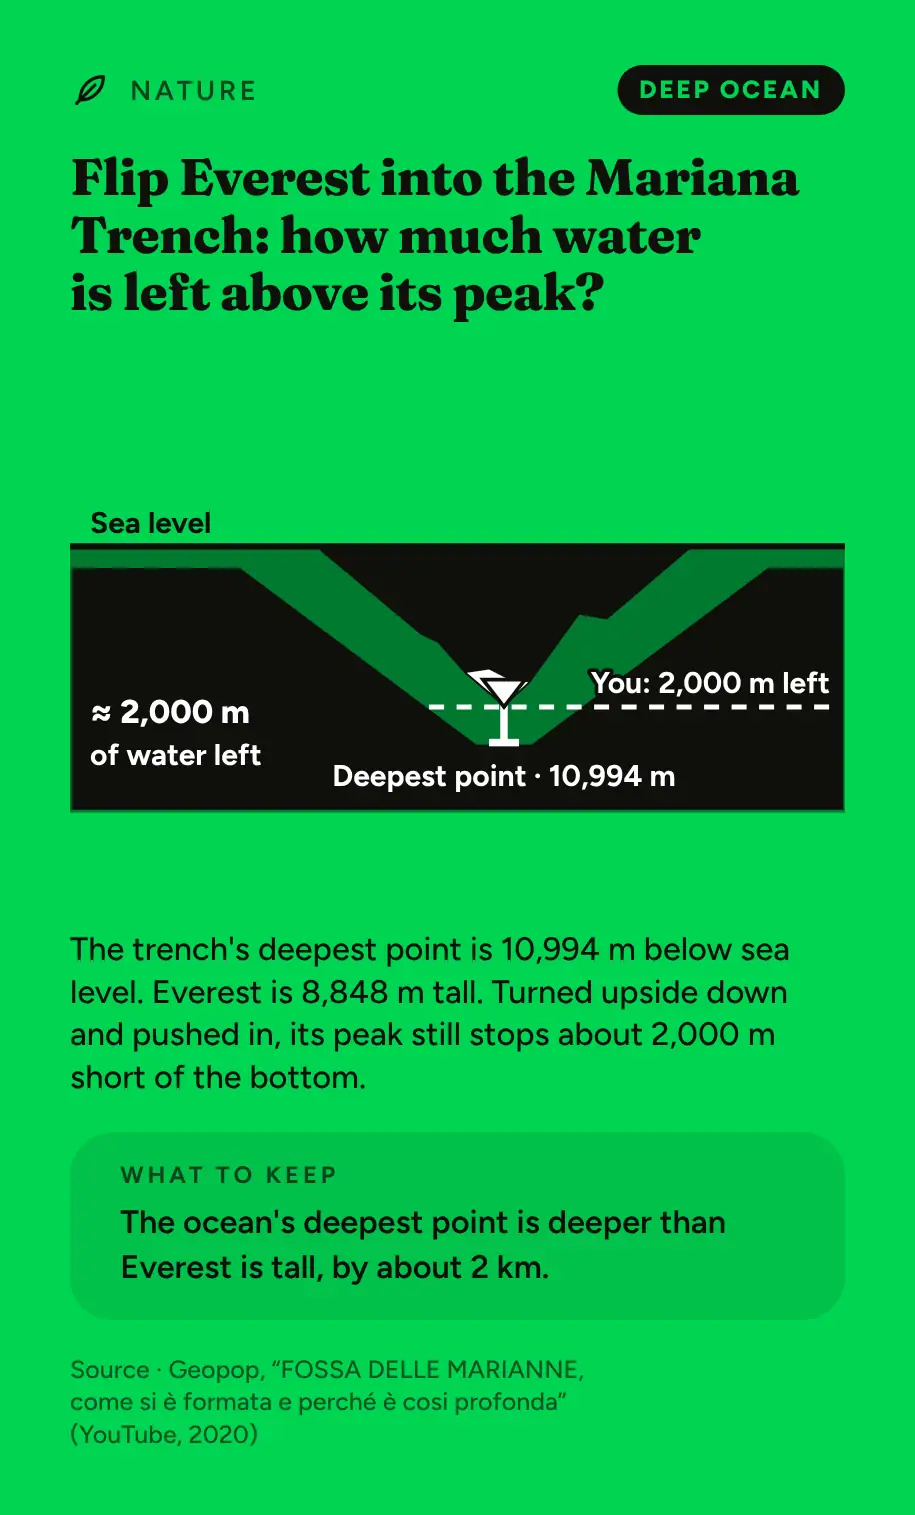 NATURE
DEEP OCEAN
Flip Everest into the Mariana
Trench: how much water
is left above its peak?
Sea level
You: 2,000 m left
≈ 2,000 m
of water left
Deepest point · 10,994 m
The trench's deepest point is 10,994 m below sea
level. Everest is 8,848 m tall. Turned upside down
and pushed in, its peak still stops about 2,000 m
short of the bottom.
WHAT TO KEEP
The ocean's deepest point is deeper than
Everest is tall, by about 2 km.
Source · Geopop, “FOSSA DELLE MARIANNE,
come si è formata e perché è cosi profonda”
(YouTube, 2020)